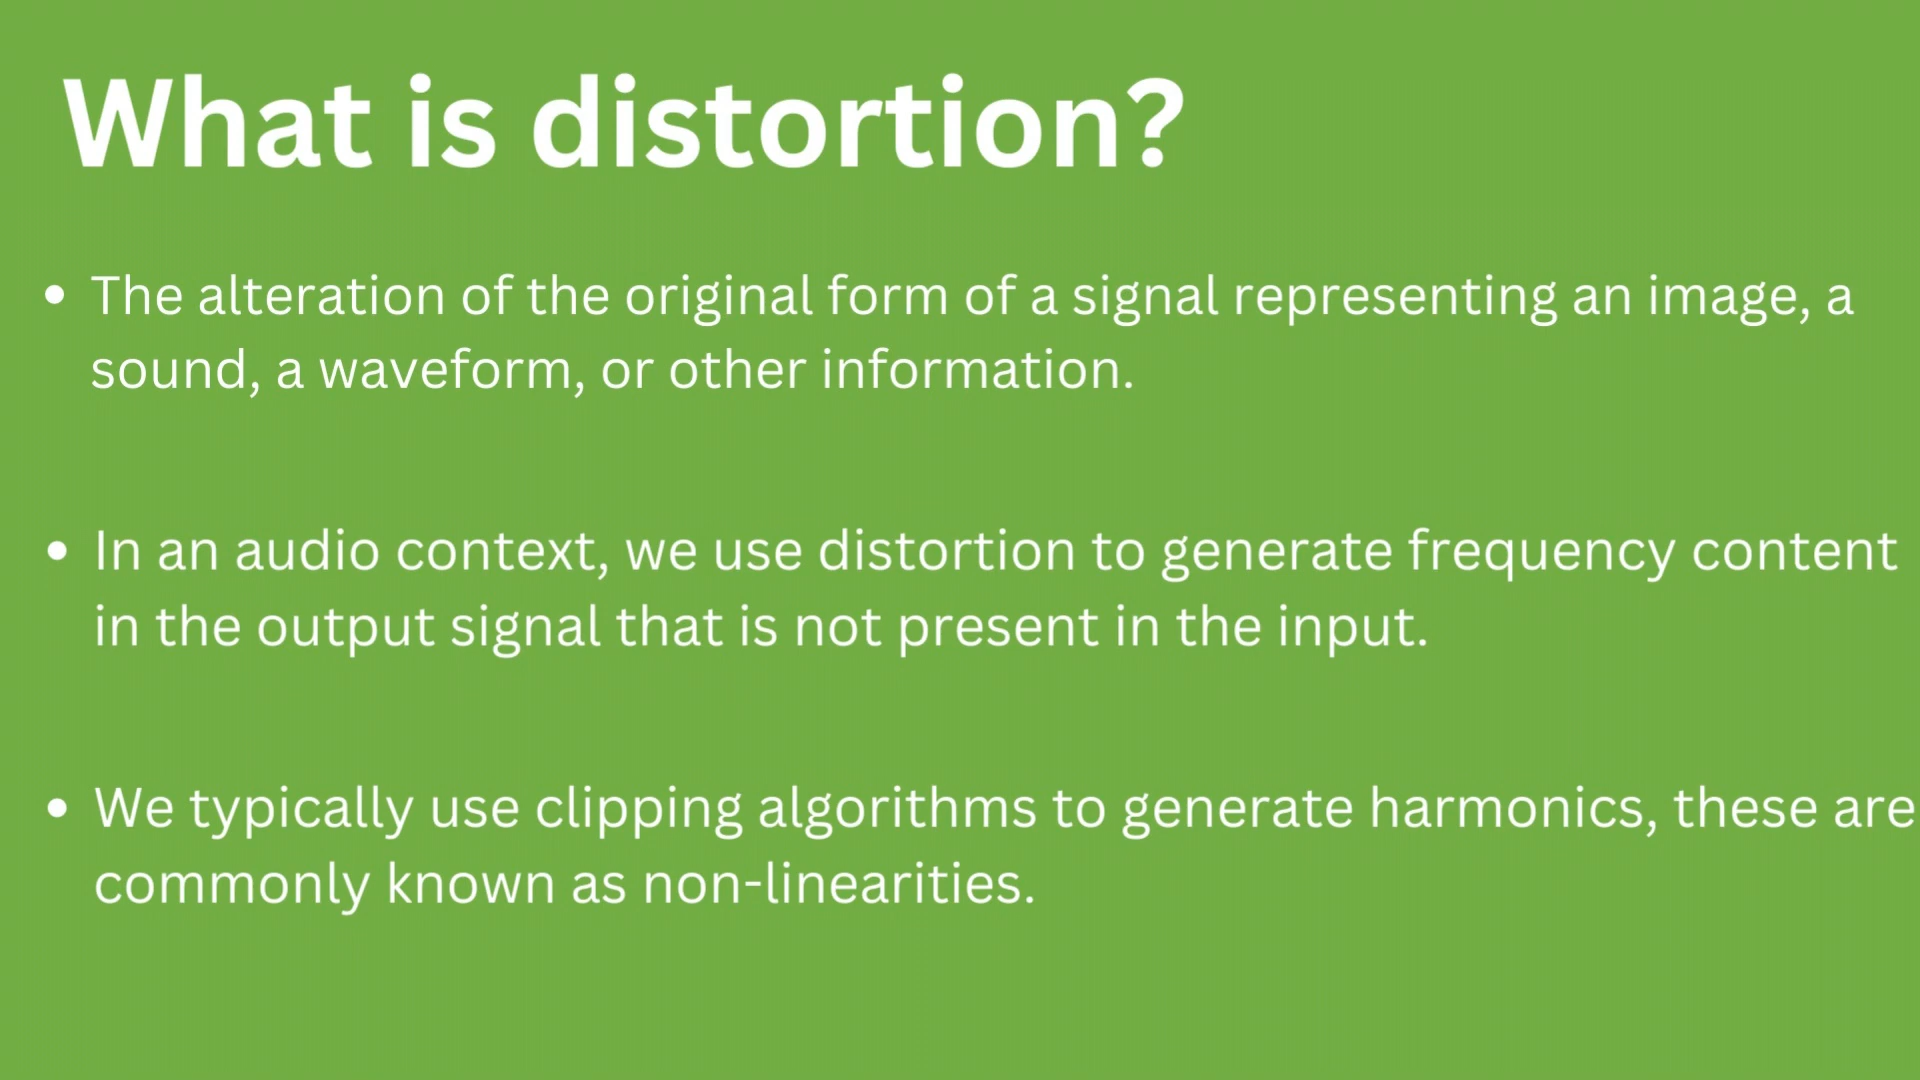 What is distortion?
• The alteration of the original form of a signal representing an image, a
sound, a waveform, or other information.
• In an audio context, we use distortion to generate frequency content
in the output signal that is not present in the input.
• We typically use clipping algorithms to generate harmonics, these are
commonly known as non-linearities.